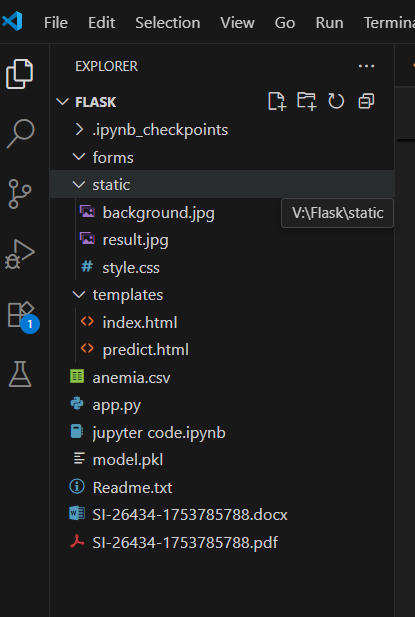 File Edit Selection View Go Run Termina
EXPLORER
FLASK
.ipynb_checkpoints
forms
static
background.jpg
V:\Flask\static
result.jpg
# style.css
templates
<> index.html
<> predict.html
1
anemia.csv
app.py
jupyter code.ipynb
model.pkl
Readme.txt
SI-26434-1753785788.docx
SI-26434-1753785788.pdf